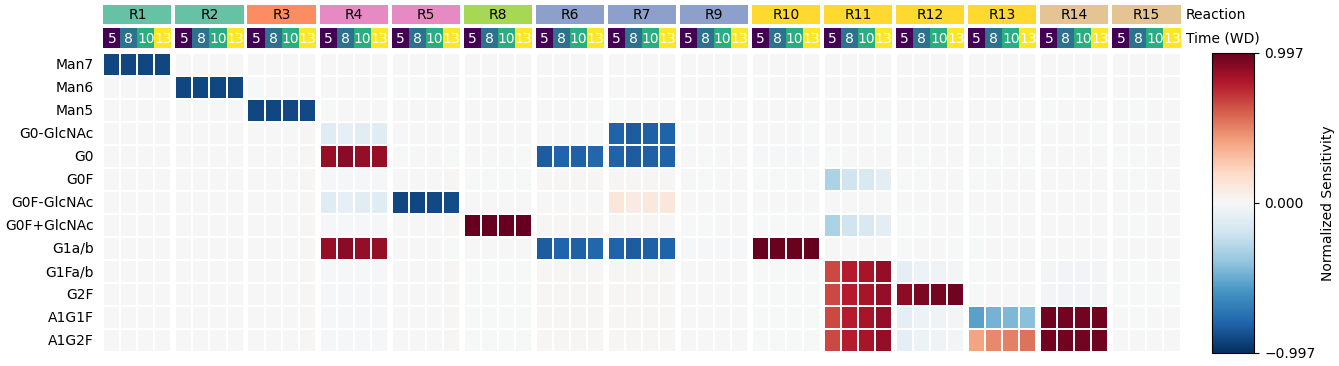 R1 R2 R3 R4 R5 R8 R6 R7 R9 R10 R11 R12 R13 R14 R15 Reaction
5 8 10 13 5 8 10 13 5 8 10 13 5 8 10 13 5 8 10 13 5 8 10 13 5 8 10 13 5 8 10 13 5 8 10 13 5 8 10 13 5 8 10 13 5 8 10 13 5 8 10 13 5 8 10 13 5 8 10 13 Time (WD)
Man7
Man6
Man5
G0-GlcNAc
G0
G0F
G0F-GlcNAc
G0F+GlcNAc
G1a/b
G1Fa/b
G2F
A1G1F
A1G2F
0.997
0.000
−0.997
Normalized Sensitivity